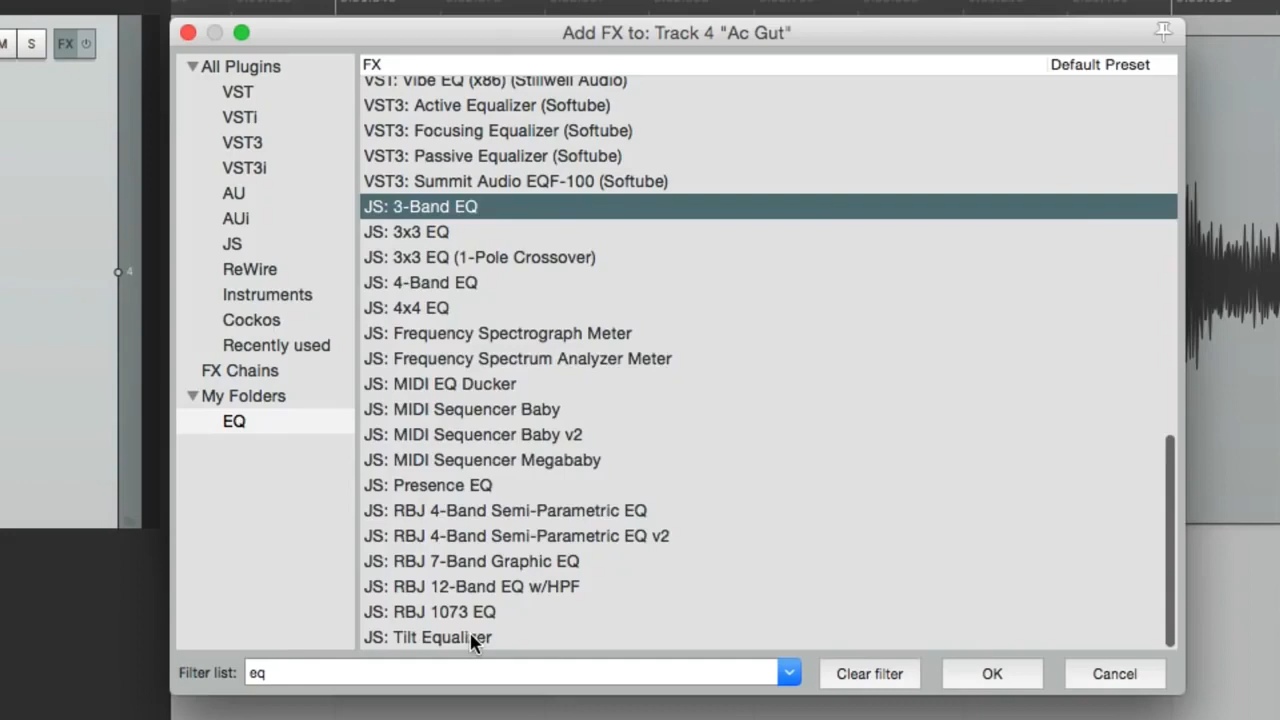 Add FX to: Track 4 "Ac Gut"
M S FX
All Plugins
VST
VSTi
VST3
VST3i
AU
AUi
JS
ReWire
Instruments
Cockos
Recently used
FX Chains
My Folders
EQ
4
FX Default Preset
VST: Vibe EQ (x86) (Stillwell Audio)
VST3: Active Equalizer (Softube)
VST3: Focusing Equalizer (Softube)
VST3: Passive Equalizer (Softube)
VST3: Summit Audio EQF-100 (Softube)
JS: 3-Band EQ
JS: 3x3 EQ
JS: 3x3 EQ (1-Pole Crossover)
JS: 4-Band EQ
JS: 4x4 EQ
JS: Frequency Spectrograph Meter
JS: Frequency Spectrum Analyzer Meter
JS: MIDI EQ Ducker
JS: MIDI Sequencer Baby
JS: MIDI Sequencer Baby v2
JS: MIDI Sequencer Megababy
JS: Presence EQ
JS: RBJ 4-Band Semi-Parametric EQ
JS: RBJ 4-Band Semi-Parametric EQ v2
JS: RBJ 7-Band Graphic EQ
JS: RBJ 12-Band EQ w/HPF
JS: RBJ 1073 EQ
JS: Tilt Equalizer
Filter list: eq Clear filter OK Cancel